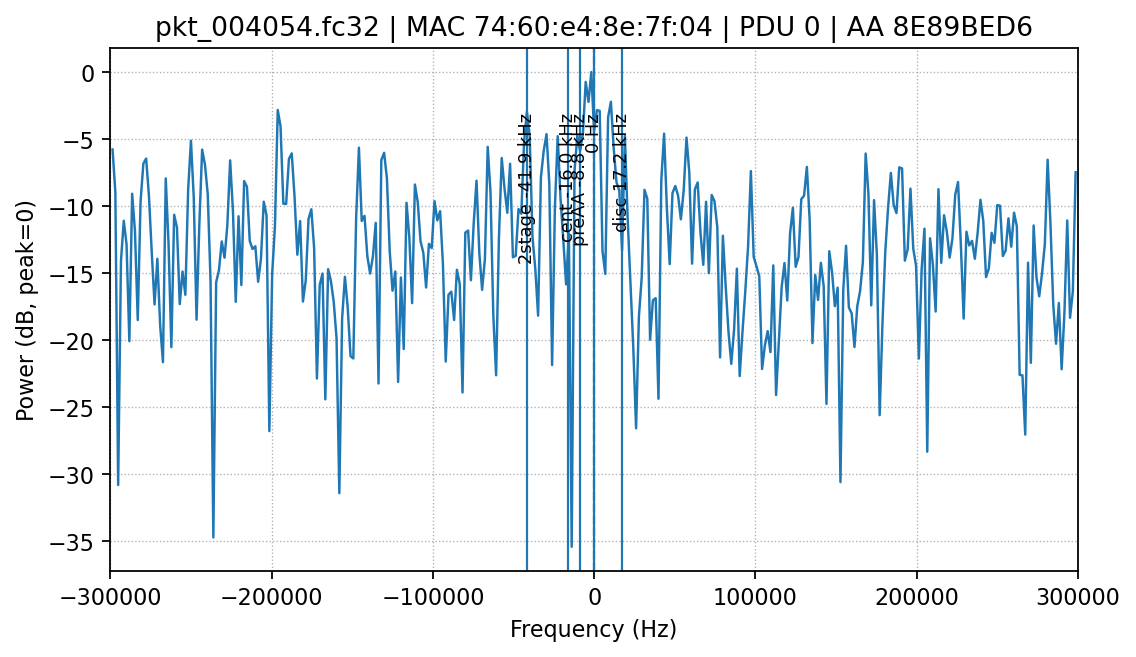 pkt_004054.fc32 | MAC 74:60:e4:8e:7f:04 | PDU 0 | AA 8E89BED6
Power (dB, peak=0)
0
−5
−10
−15
−20
−25
−30
−35
2stage -41.9 kHz
cent -16.0 kHz
preAA -8.8 kHz
0 Hz
disc 17.2 kHz
−300000
−200000
−100000
0
100000
200000
300000
Frequency (Hz)